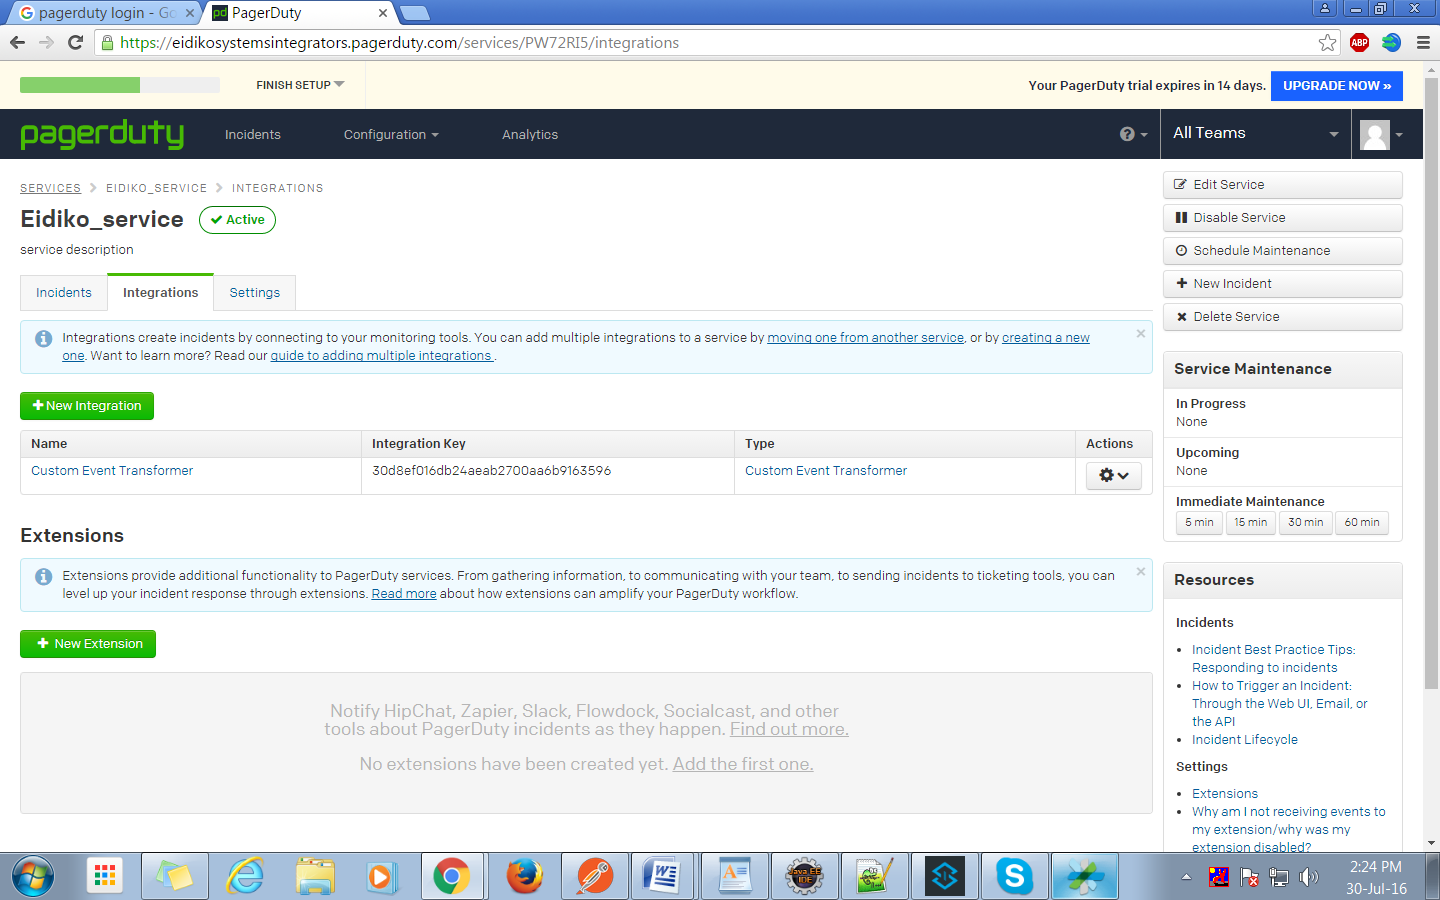 pagerduty login - Go
PagerDuty
https://eidikosystemsintegrators.pagerduty.com/services/PW72RI5/integrations
ABP
FINISH SETUP
Your PagerDuty trial expires in 14 days.
UPGRADE NOW »
pagerduty
Incidents
Configuration
Analytics
?
All Teams
SERVICES > EIDIKO_SERVICE > INTEGRATIONS
Eidiko_service
Active
service description
Incidents
Integrations
Settings
Integrations create incidents by connecting to your monitoring tools. You can add multiple integrations to a service by moving one from another service, or by creating a new
one. Want to learn more? Read our guide to adding multiple integrations .
+ New Integration
Name
Integration Key
Type
Actions
Custom Event Transformer
30d8ef016db24aeab2700aa6b9163596
Custom Event Transformer
Extensions
Extensions provide additional functionality to PagerDuty services. From gathering information, to communicating with your team, to sending incidents to ticketing tools, you can
level up your incident response through extensions. Read more about how extensions can amplify your PagerDuty workflow.
+ New Extension
Notify HipChat, Zapier, Slack, Flowdock, Socialcast, and other
tools about PagerDuty incidents as they happen. Find out more.
No extensions have been created yet. Add the first one.
Edit Service
Disable Service
Schedule Maintenance
New Incident
Delete Service
Service Maintenance
In Progress
None
Upcoming
None
Immediate Maintenance
5 min
15 min
30 min
60 min
Resources
Incidents
• Incident Best Practice Tips:
Responding to incidents
• How to Trigger an Incident:
Through the Web UI, Email, or
the API
• Incident Lifecycle
Settings
• Extensions
• Why am I not receiving events to
my extension/why was my
extension disabled?
Java EE
IDE
2:24 PM
30-Jul-16